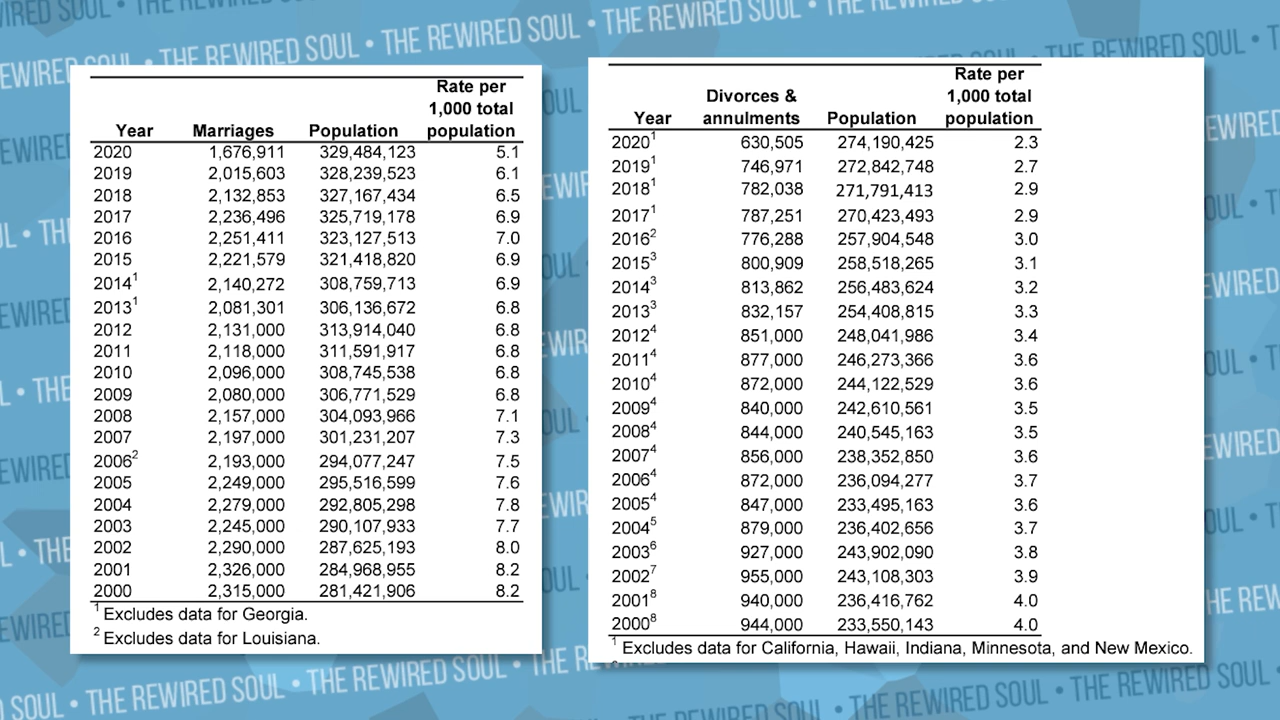 WIRED SOUL • THE REWIRED SOUL • THE REWIRED SOUL • THE REWIRED SOUL
Year Marriages Population Rate per 1,000 total population
2020 1,676,911 329,484,123 5.1
2019 2,015,603 328,239,523 6.1
2018 2,132,853 327,167,434 6.5
2017 2,236,496 325,719,178 6.9
2016 2,251,411 323,127,513 7.0
2015 2,221,579 321,418,820 6.9
2014¹ 2,140,272 308,759,713 6.9
2013¹ 2,081,301 306,136,672 6.8
2012 2,131,000 313,914,040 6.8
2011 2,118,000 311,591,917 6.8
2010 2,096,000 308,745,538 6.8
2009 2,080,000 306,771,529 6.8
2008 2,157,000 304,093,966 7.1
2007 2,197,000 301,231,207 7.3
2006² 2,193,000 294,077,247 7.5
2005 2,249,000 295,516,599 7.6
2004 2,279,000 292,805,298 7.8
2003 2,245,000 290,107,933 7.7
2002 2,290,000 287,625,193 8.0
2001 2,326,000 284,968,955 8.2
2000 2,315,000 281,421,906 8.2
¹ Excludes data for Georgia.
² Excludes data for Louisiana.
Year Divorces & annulments Population Rate per 1,000 total population
2020¹ 630,505 274,190,425 2.3
2019¹ 746,971 272,842,748 2.7
2018¹ 782,038 271,791,413 2.9
2017¹ 787,251 270,423,493 2.9
2016² 776,288 257,904,548 3.0
2015³ 800,909 258,518,265 3.1
2014³ 813,862 256,483,624 3.2
2013³ 832,157 254,408,815 3.3
2012⁴ 851,000 248,041,986 3.4
2011⁴ 877,000 246,273,366 3.6
2010⁴ 872,000 244,122,529 3.6
2009⁴ 840,000 242,610,561 3.5
2008⁴ 844,000 240,545,163 3.5
2007⁴ 856,000 238,352,850 3.6
2006⁴ 872,000 236,094,277 3.7
2005⁴ 847,000 233,495,163 3.6
2004⁵ 879,000 236,402,656 3.7
2003⁶ 927,000 243,902,090 3.8
2002⁷ 955,000 243,108,303 3.9
2001⁸ 940,000 236,416,762 4.0
2000⁸ 944,000 233,550,143 4.0
¹ Excludes data for California, Hawaii, Indiana, Minnesota, and New Mexico.
SOUL • THE REWIRED SOUL • THE REWIRED SOUL • THE REWIRED SOUL • THE REWIRED SOUL